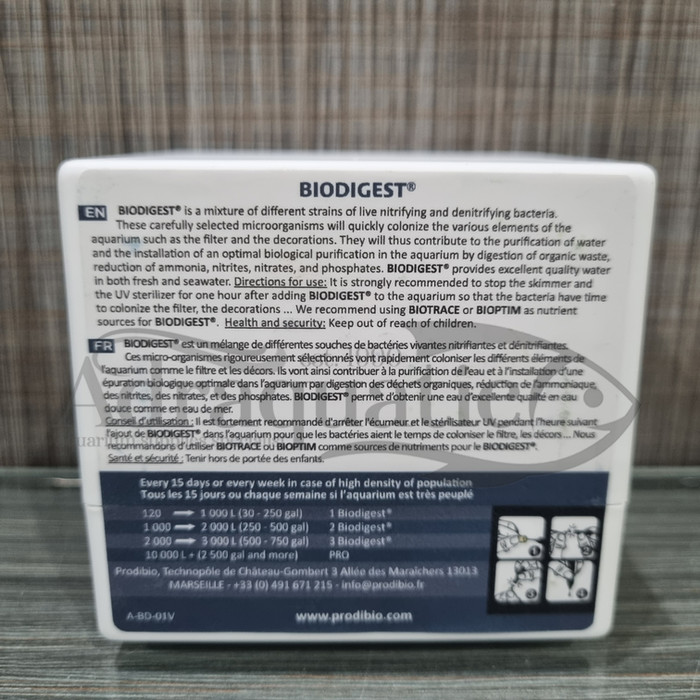 BIODIGEST®
EN BIODIGEST® is a mixture of different strains of live nitrifying and denitrifying bacteria.
These carefully selected microorganisms will quickly colonize the various elements of the
aquarium such as the filter and the decorations. They will thus contribute to the purification of water
and the installation of an optimal biological purification in the aquarium by digestion of organic waste,
reduction of ammonia, nitrites, nitrates, and phosphates. BIODIGEST® provides excellent quality water
in both fresh and seawater. Directions for use: It is strongly recommended to stop the skimmer and
the UV sterilizer for one hour after adding BIODIGEST® to the aquarium so that the bacteria have time
to colonize the filter, the decorations ... We recommend using BIOTRACE or BIOPTIM as nutrient
sources for BIODIGEST®. Health and security: Keep out of reach of children.
FR BIODIGEST® est un mélange de différentes souches de bactéries vivantes nitrifiantes et dénitrifiantes.
Ces micro-organismes rigoureusement sélectionnés vont rapidement coloniser les différents éléments de
l'aquarium comme le filtre et les décors. Ils vont ainsi contribuer à la purification de l'eau et à l'installation d'une
épuration biologique optimale dans l'aquarium par digestion des déchets organiques, réduction de l'ammoniaque,
des nitrites, des nitrates, et des phosphates. BIODIGEST® permet d'obtenir une eau d'excellente qualité en eau
douce comme en eau de mer.
Conseil d'utilisation : Il est fortement recommandé d'arrêter l'écumeur et le stérilisateur UV pendant l'heure suivant
l'ajout de BIODIGEST® dans l'aquarium pour que les bactéries aient le temps de coloniser le filtre, les décors ... Nous
recommandons d'utiliser BIOTRACE ou BIOPTIM comme sources de nutriments pour le BIODIGEST®.
Santé et sécurité : Tenir hors de portée des enfants.
Every 15 days or every week in case of high density of population
Tous les 15 jours ou chaque semaine si l'aquarium est très peuplé
120 → 1 000 L (30 - 250 gal) 1 Biodigest®
1 000 → 2 000 L (250 - 500 gal) 2 Biodigest®
2 000 → 3 000 L (500 - 750 gal) 3 Biodigest®
10 000 L + (2 500 gal and more) PRO
Prodibio, Technopôle de Château-Gombert 3 Allée des Maraîchers 13013
MARSEILLE - +33 (0) 491 671 215 - info@prodibio.fr
A-BD-01V www.prodibio.com